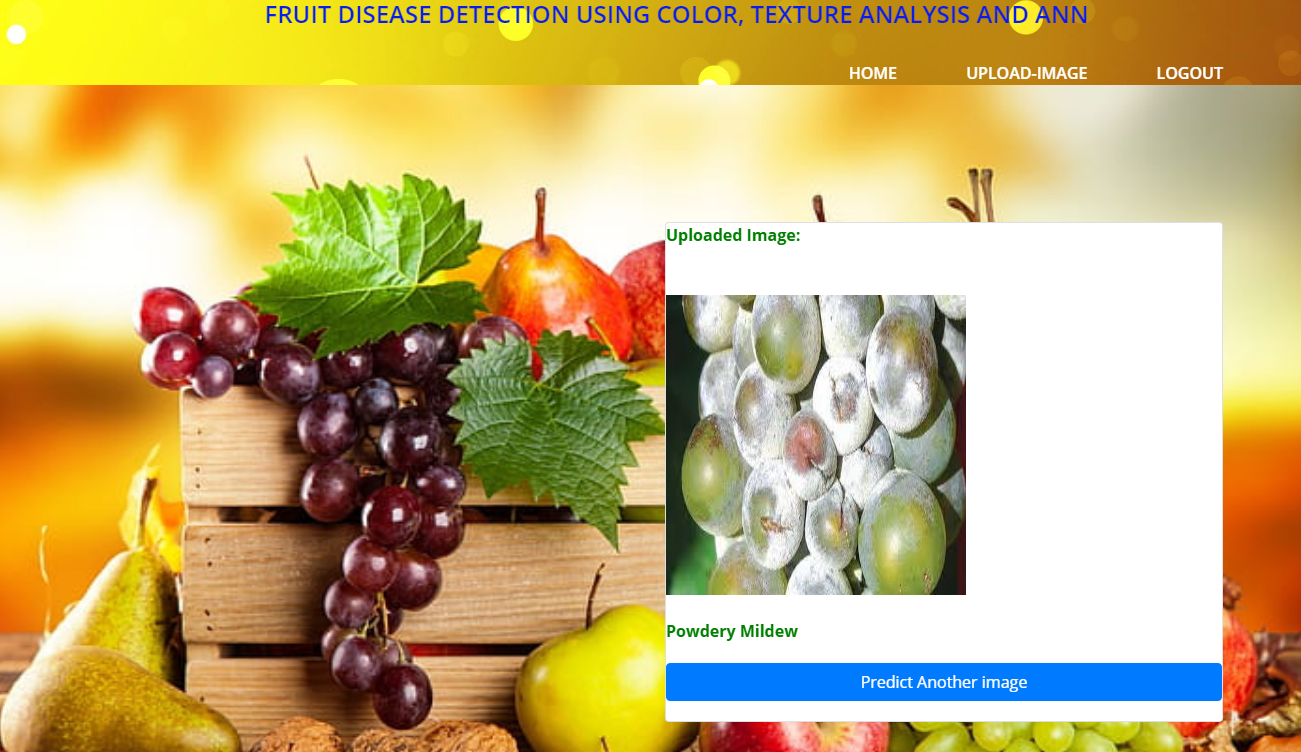 FRUIT DISEASE DETECTION USING COLOR, TEXTURE ANALYSIS AND ANN
HOME UPLOAD-IMAGE LOGOUT
Uploaded Image:
Powdery Mildew
Predict Another image